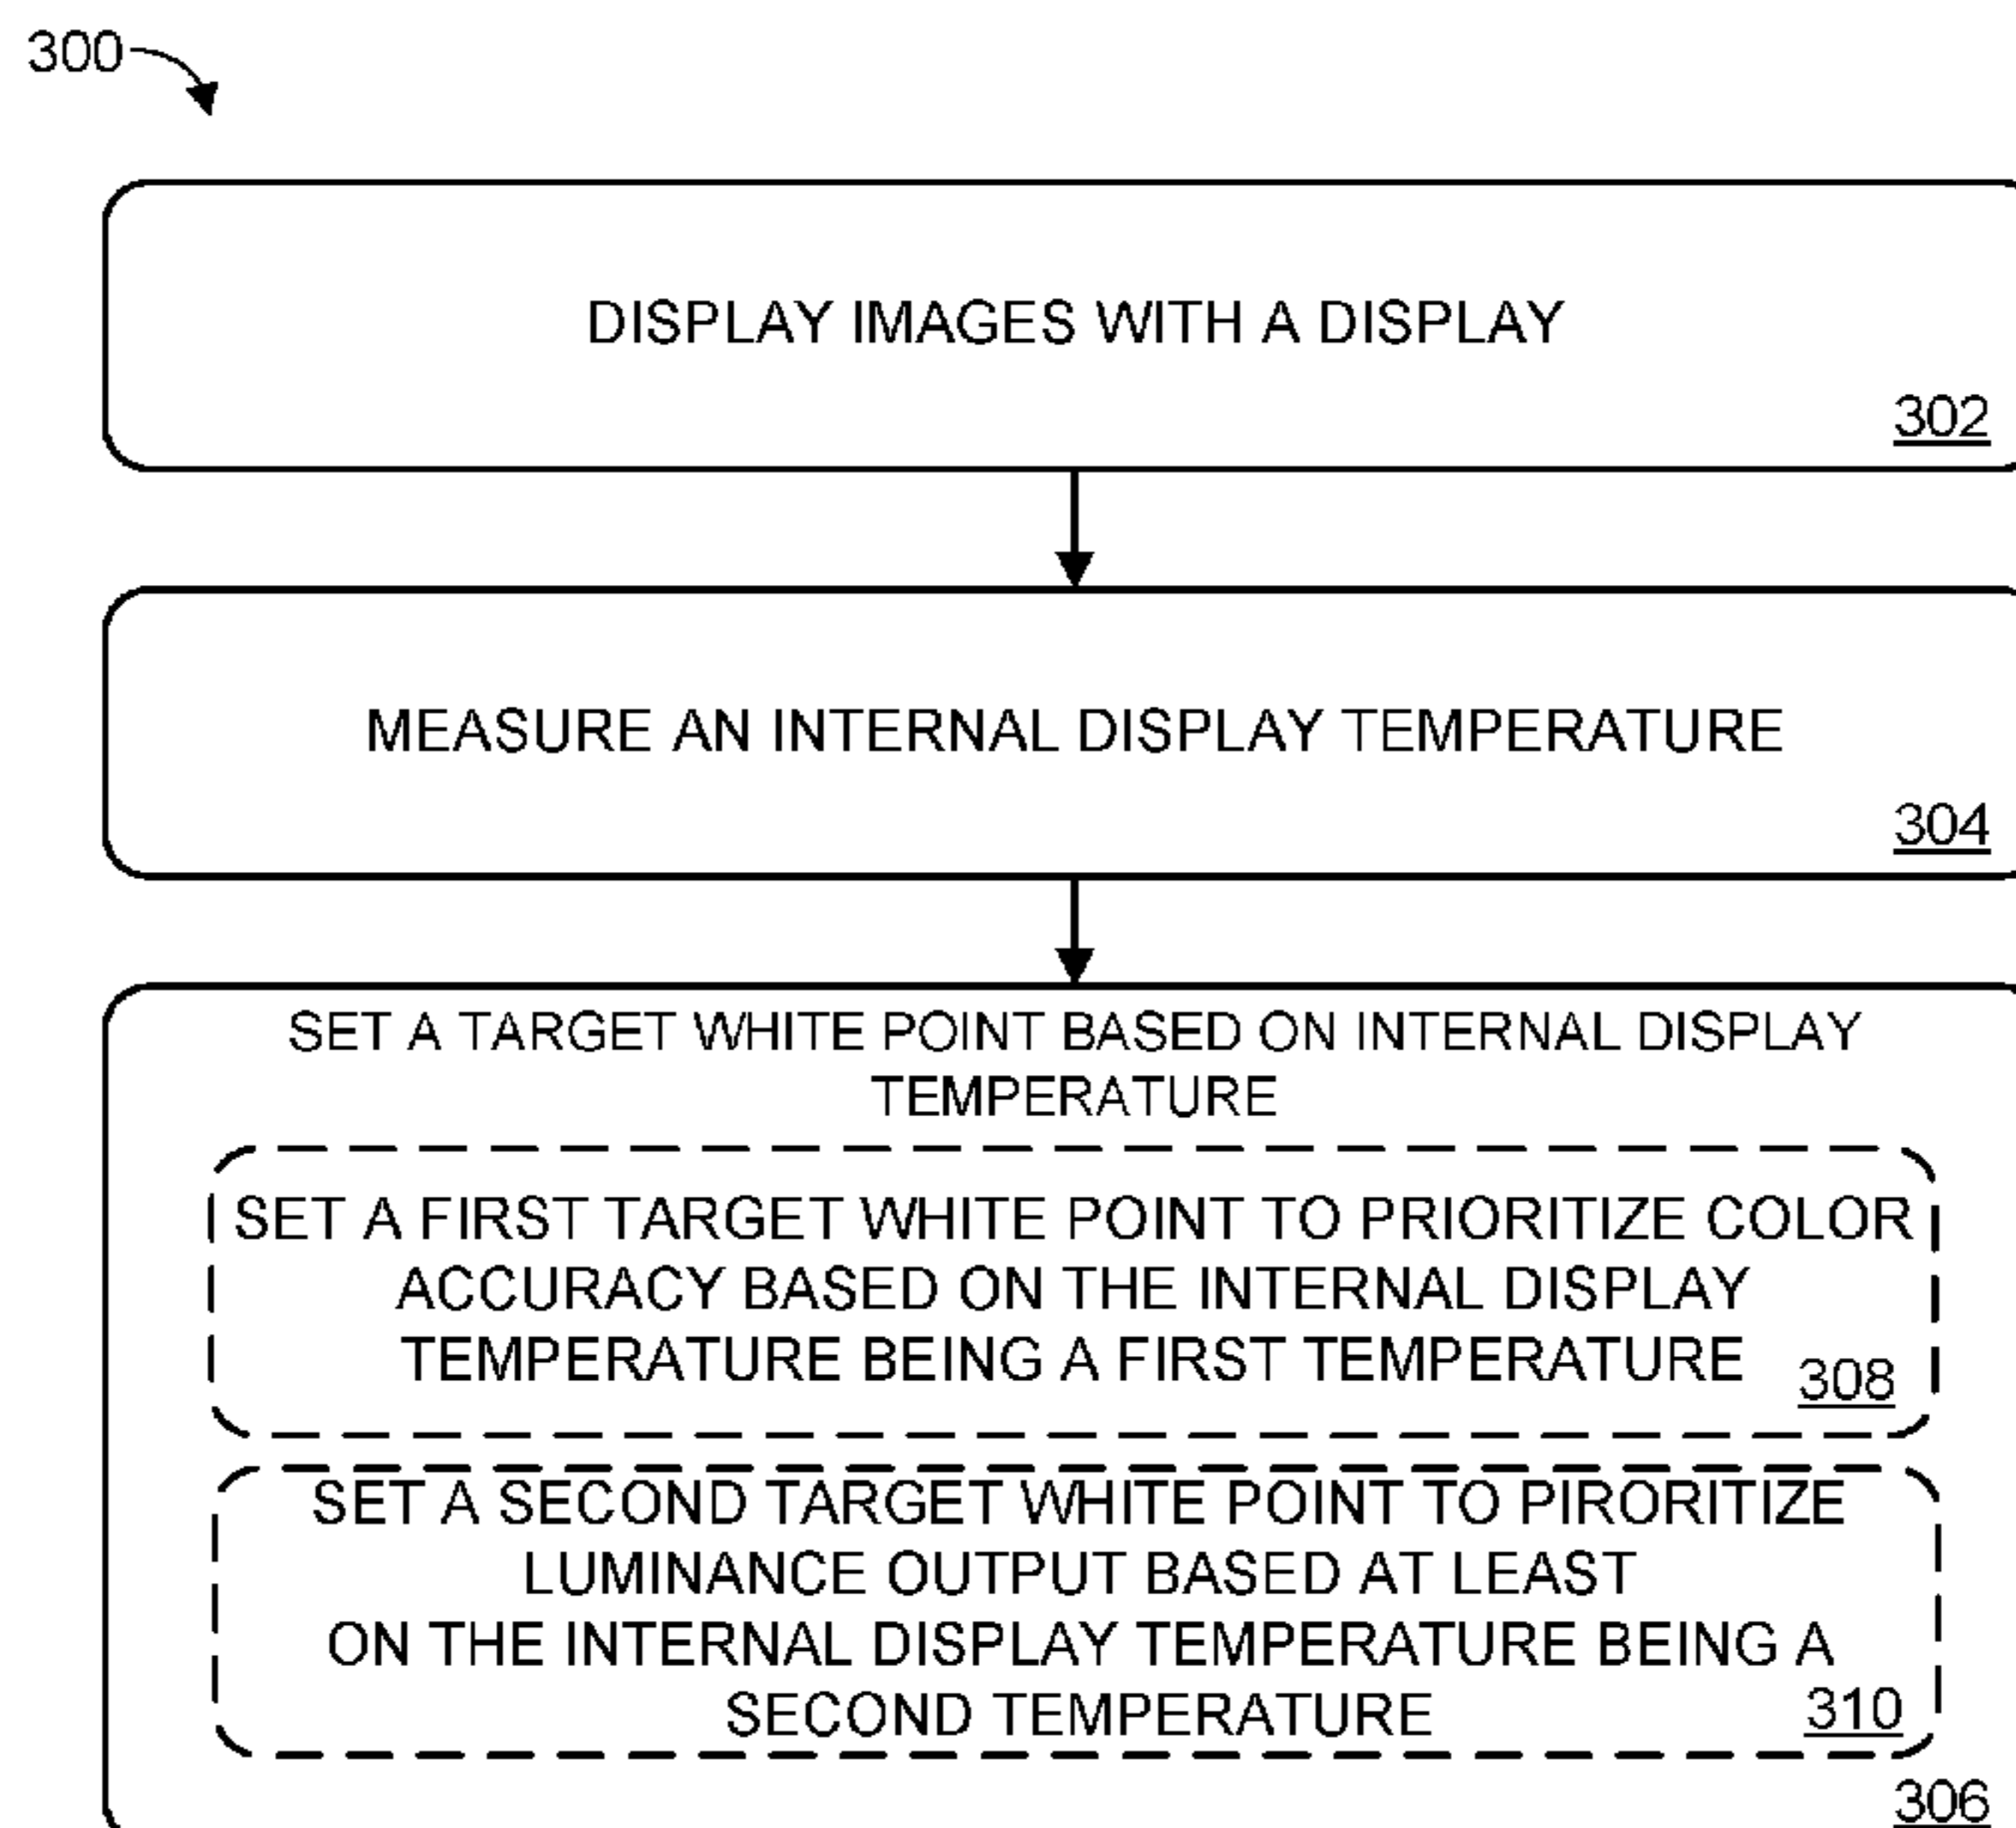 300
DISPLAY IMAGES WITH A DISPLAY
302
MEASURE AN INTERNAL DISPLAY TEMPERATURE
304
SET A TARGET WHITE POINT BASED ON INTERNAL DISPLAY
TEMPERATURE
SET A FIRST TARGET WHITE POINT TO PRIORITIZE COLOR
ACCURACY BASED ON THE INTERNAL DISPLAY
TEMPERATURE BEING A FIRST TEMPERATURE
308
SET A SECOND TARGET WHITE POINT TO PIRORITIZE
LUMINANCE OUTPUT BASED AT LEAST
ON THE INTERNAL DISPLAY TEMPERATURE BEING A
SECOND TEMPERATURE
310
306